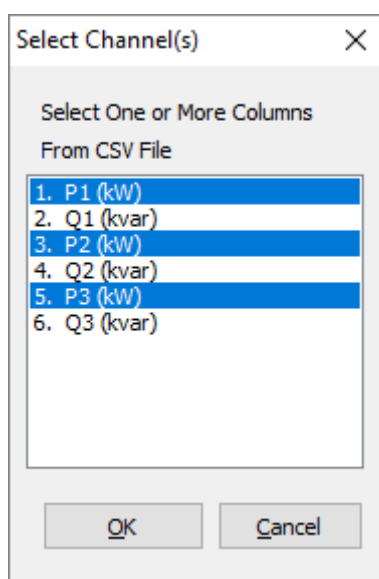 Select Channel(s)
Select One or More Columns
From CSV File
1. P1 (kW)
2. Q1 (kvar)
3. P2 (kW)
4. Q2 (kvar)
5. P3 (kW)
6. Q3 (kvar)
OK
Cancel